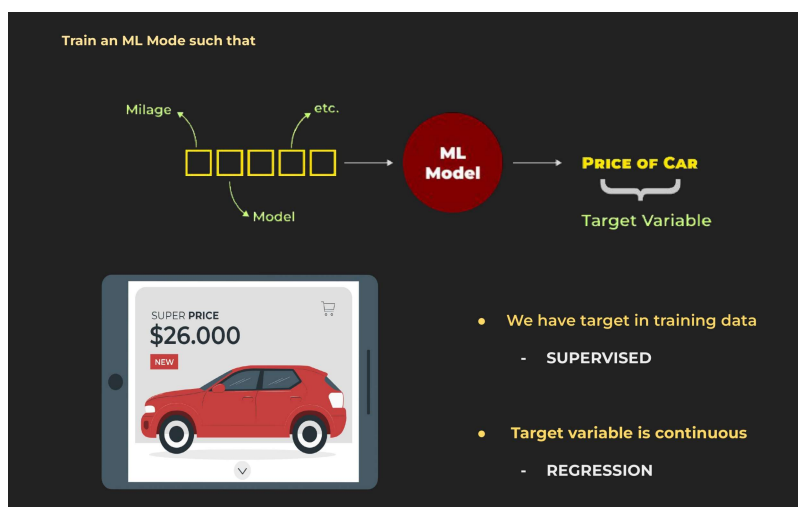 Train an ML Mode such that
Milage
etc.
ML
Model
PRICE OF CAR
Model
Target Variable
SUPER PRICE
$26.000
NEW
● We have target in training data
- SUPERVISED
● Target variable is continuous
- REGRESSION